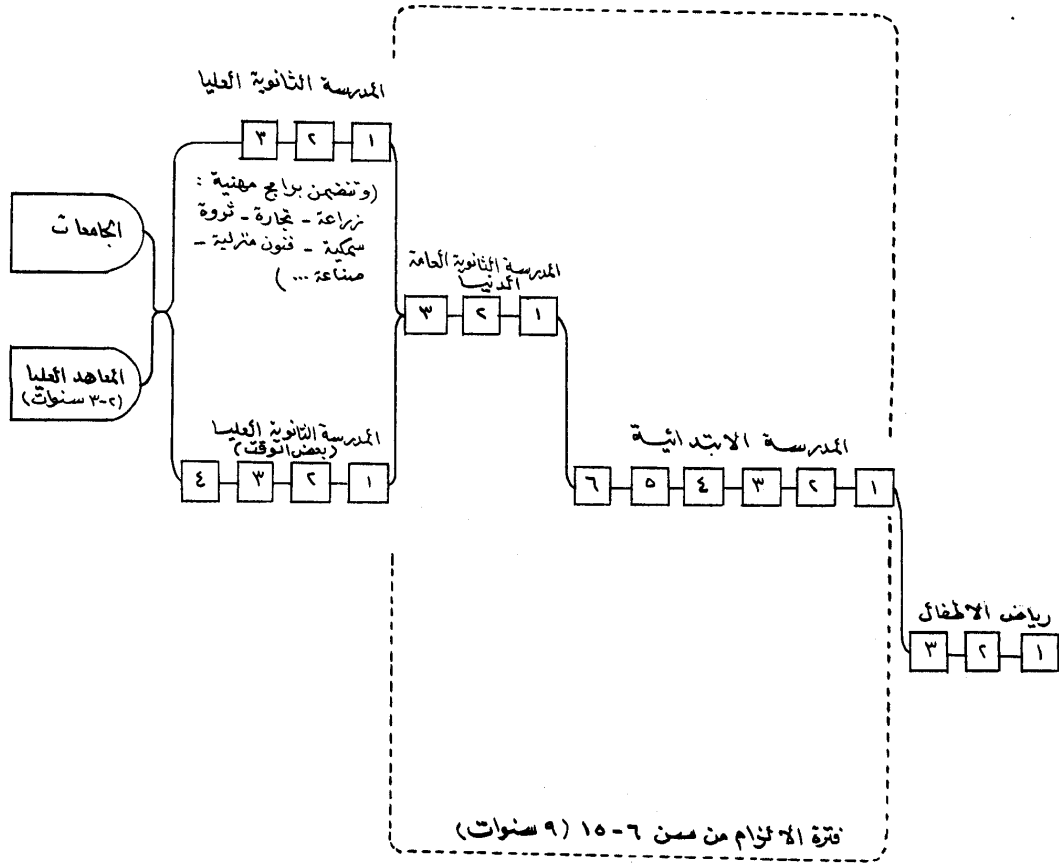 المدرسة الثانوية العليا
١ ٢ ٣
(وتتضمن برامج مهنية :
زراعة - تجارة - ثروة
سمكية - فنون منزلية -
صناعة ... )
الجامعات
المدرسة الثانوية العامة
الدنيا
١ ٢ ٣
المعاهد العليا
(٢-٣ سنوات)
المدرسة الثانوية العليا
(بعض الوقت)
١ ٢ ٣ ٤
المدرسة الابتدائية
١ ٢ ٣ ٤ ٥ ٦
رياض الاطفال
١ ٢ ٣
فترة الالزام من سن ٦-١٥ (٩ سنوات)